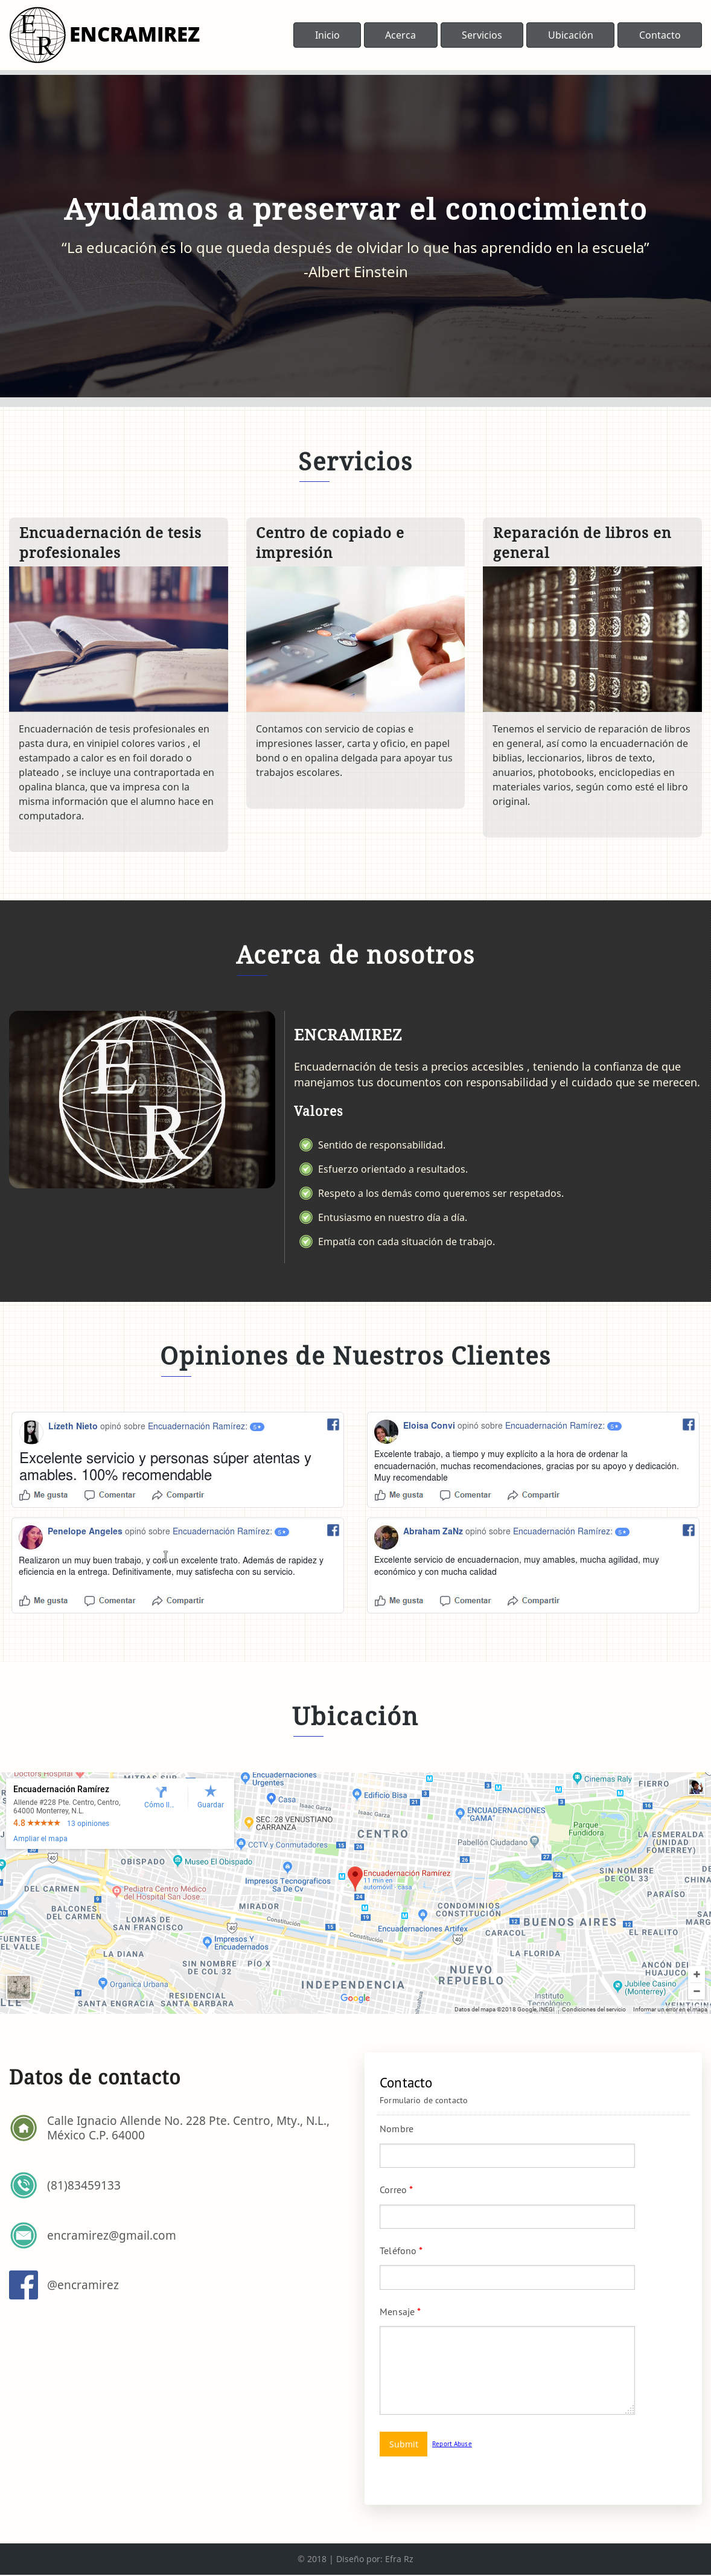 ER ENCRAMIREZ
Inicio Acerca Servicios Ubicación Contacto
Ayudamos a preservar el conocimiento
“La educación es lo que queda después de olvidar lo que has aprendido en la escuela”
-Albert Einstein
Servicios
Encuadernación de tesis
profesionales
Encuadernación de tesis profesionales en
pasta dura, en vinipiel colores varios , el
estampado a calor es en foil dorado o
plateado , se incluye una contraportada en
opalina blanca, que va impresa con la
misma información que el alumno hace en
computadora.
Centro de copiado e
impresión
Contamos con servicio de copias e
impresiones lasser, carta y oficio, en papel
bond o en opalina delgada para apoyar tus
trabajos escolares.
Reparación de libros en
general
Tenemos el servicio de reparación de libros
en general, así como la encuadernación de
biblias, leccionarios, libros de texto,
anuarios, photobooks, enciclopedias en
materiales varios, según como esté el libro
original.
Acerca de nosotros
E
R
ENCRAMIREZ
Encuadernación de tesis a precios accesibles , teniendo la confianza de que
manejamos tus documentos con responsabilidad y el cuidado que se merecen.
Valores
Sentido de responsabilidad.
Esfuerzo orientado a resultados.
Respeto a los demás como queremos ser respetados.
Entusiasmo en nuestro día a día.
Empatía con cada situación de trabajo.
Opiniones de Nuestros Clientes
Lizeth Nieto opinó sobre Encuadernación Ramírez: 5★
Excelente servicio y personas súper atentas y
amables. 100% recomendable
Me gusta Comentar Compartir
Eloisa Convi opinó sobre Encuadernación Ramírez: 5★
Excelente trabajo, a tiempo y muy explícito a la hora de ordenar la
encuadernación, muchas recomendaciones, gracias por su apoyo y dedicación.
Muy recomendable
Me gusta Comentar Compartir
Penelope Angeles opinó sobre Encuadernación Ramírez: 5★
Realizaron un muy buen trabajo, y con un excelente trato. Además de rapidez y
eficiencia en la entrega. Definitivamente, muy satisfecha con su servicio.
Me gusta Comentar Compartir
Abraham ZaNz opinó sobre Encuadernación Ramírez: 5★
Excelente servicio de encuadernacion, muy amables, mucha agilidad, muy
económico y con mucha calidad
Me gusta Comentar Compartir
Ubicación
Encuadernación Ramírez
Allende #228 Pte. Centro, Centro,
64000 Monterrey, N.L.
4.8 ★★★★★ 13 opiniones
Ampliar el mapa
Cómo ll...
Guardar
Doctors Hospital
MITRAS SUR
Encuadernaciones
Urgentes
Casa
Isaac Garza
Edificio Bisa
Isaac Garza
Cinemas Raly
FIERRO
SEC. 28 VENUSTIANO
CARRANZA
ENCUADERNACIONES
"GAMA"
Parque
Fundidora
CENTRO
CCTV y Conmutadores
Pabellón Ciudadano
LA ESMERALDA
(UNIDAD
FOMERREY)
OBISPADO
Museo El Obispado
Impresos Tecnograficos
Sa De Cv
Encuadernación Ramírez
11 min en
automóvil - casa
SIN NOMBRE
DE COL 33
DEL CARMEN
Pediatra Centro Médico
del Hospital San Jose
PARAÍSO
BALCONES
DEL CARMEN
MIRADOR
CONDOMINIOS
CONSTITUCIÓN
LOMAS DE
SAN FRANCISCO
Constitución
Encuadernaciones Artifex
BUENOS AIRES
CARACOL
EL REALITO
FUENTES
EL VALLE
Impresos Y
Encuadernados
Constitución
LA DIANA
LA FLORIDA
SIN NOMBRE
DE COL 32
PÍO X
NUEVO
REPUEBLO
ANCÓN DEL
HUAJUCO
Organica Urbana
INDEPENDENCIA
Jubilee Casino
(Monterrey)
RESIDENCIAL
SANTA BARBARA
SANTA ENGRACIA
Instituto
Tecnológico
Google
Datos del mapa ©2018 Google, INEGI Condiciones del servicio Informar un error en el mapa
Datos de contacto
Calle Ignacio Allende No. 228 Pte. Centro, Mty., N.L.,
México C.P. 64000
(81)83459133
encramirez@gmail.com
@encramirez
Contacto
Formulario de contacto
Nombre
Correo *
Teléfono *
Mensaje *
Submit Report Abuse
© 2018 | Diseño por: Efra Rz